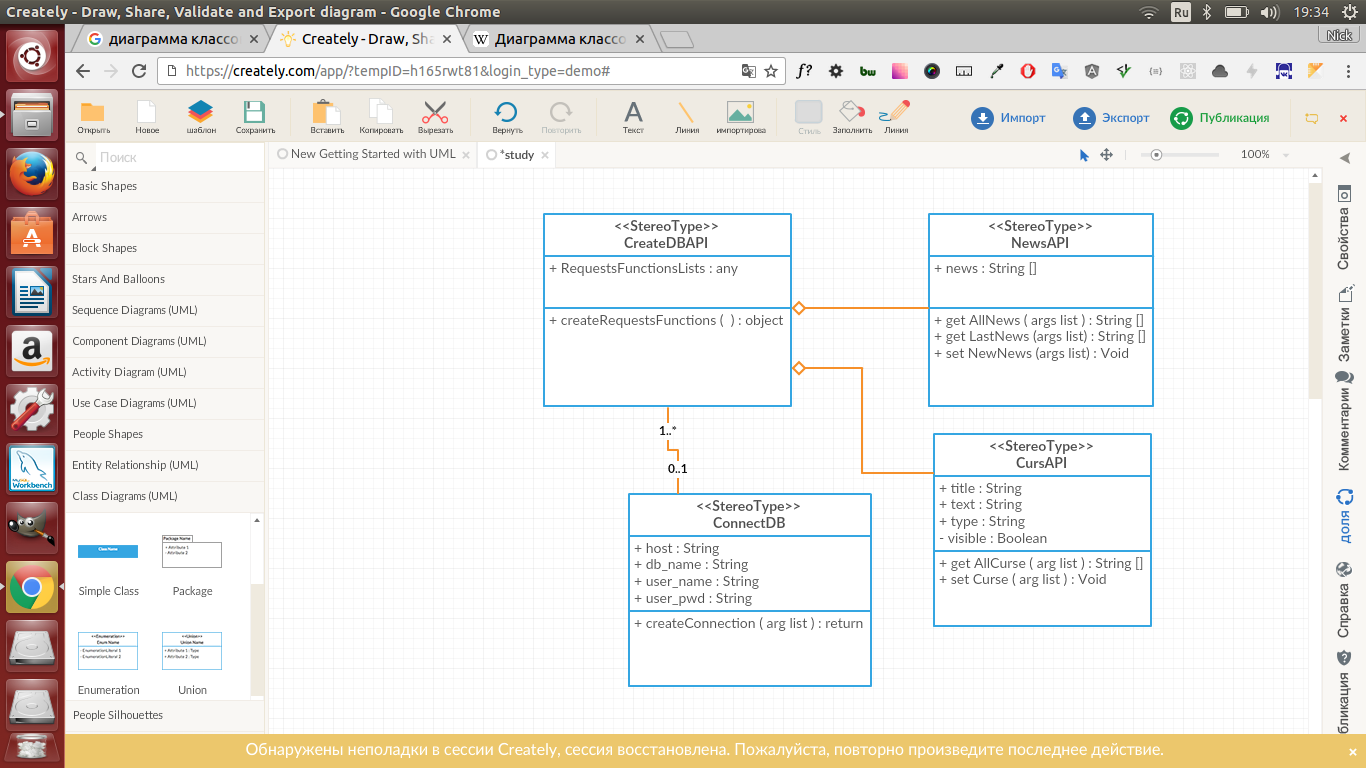 Creately - Draw, Share, Validate and Export diagram - Google Chrome
Ru
19:34
диаграмма классо
Creately - Draw, Sha
Диаграмма классо
Nick
https://creately.com/app/?tempID=h165rwt81&login_type=demo#
Открыть
Новое
шаблон
Сохранить
Вставить
Копировать
Вырезать
Вернуть
Повторить
Текст
Линия
импортирова
Стиль
Заполнить
Линия
Импорт
Экспорт
Публикация
Поиск
New Getting Started with UML
*study
100%
Basic Shapes
Arrows
Block Shapes
Stars And Balloons
Sequence Diagrams (UML)
Component Diagrams (UML)
Activity Diagram (UML)
Use Case Diagrams (UML)
People Shapes
Entity Relationship (UML)
Class Diagrams (UML)
Class Name
Package Name
+ Attribute 1
- Attribute 2
Simple Class
Package
<<Enumeration>>
Enum Name
-EnumerationLiteral 1
-EnumerationLiteral 2
<<Union>>
Union Name
+ Attribute 1 : Type
+ Attribute 2 : Type
Enumeration
Union
People Silhouettes
MySQL
Workbench
<<StereoType>>
CreateDBAPI
+ RequestsFunctionsLists : any
+ createRequestsFunctions ( ) : object
<<StereoType>>
NewsAPI
+ news : String []
+ get AllNews ( args list ) : String []
+ get LastNews (args list) : String []
+ set NewNews (args list) : Void
1..*
0..1
<<StereoType>>
ConnectDB
+ host : String
+ db_name : String
+ user_name : String
+ user_pwd : String
+ createConnection ( arg list ) : return
<<StereoType>>
CursAPI
+ title : String
+ text : String
+ type : String
- visible : Boolean
+ get AllCurse ( arg list ) : String []
+ set Curse ( arg list ) : Void
Свойства
Заметки
Комментарии
доля
Справка
бликация
Обнаружены неполадки в сессии Creately, сессия восстановлена. Пожалуйста, повторно произведите последнее действие.